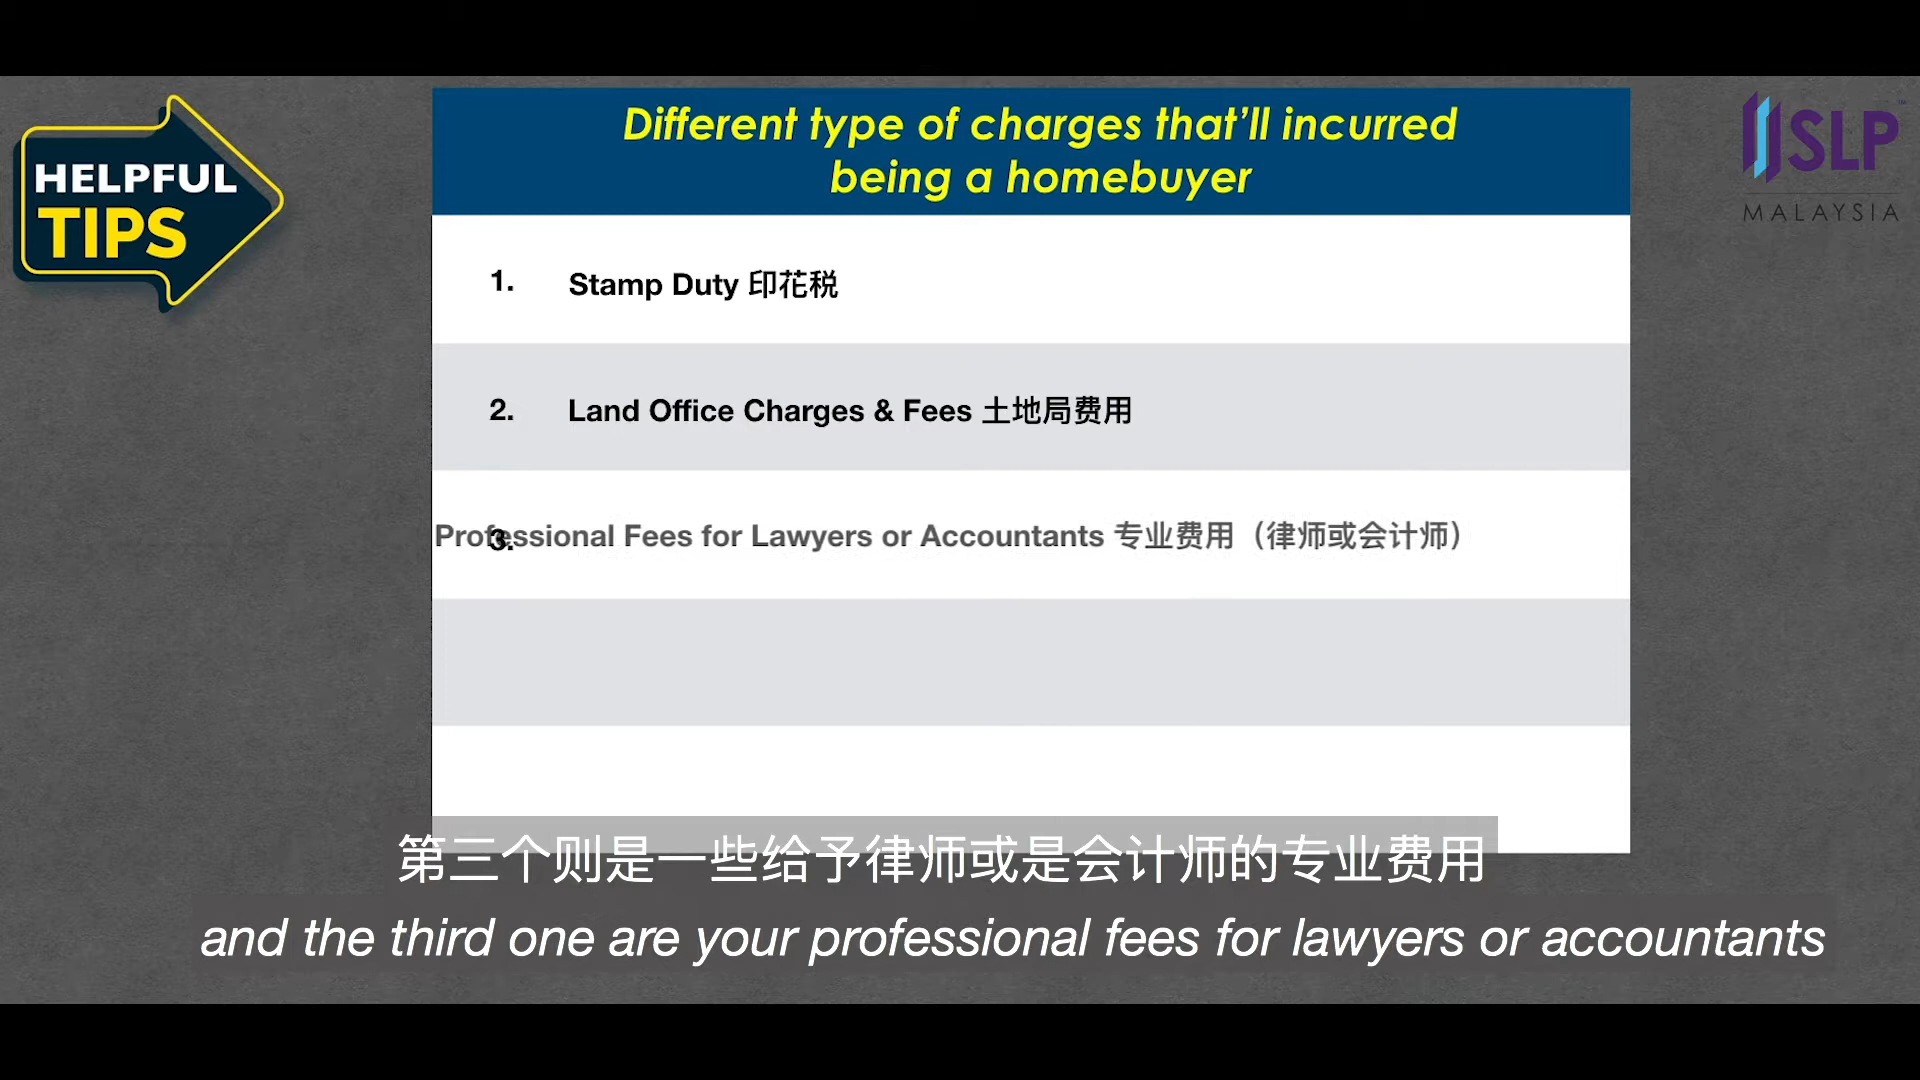 HELPFUL
TIPS
Different type of charges that’ll incurred
being a homebuyer
SLP™
MALAYSIA
1. Stamp Duty 印花税
2. Land Office Charges & Fees 土地局费用
3. Professional Fees for Lawyers or Accountants 专业费用（律师或会计师）
第三个则是一些给予律师或是会计师的专业费用
and the third one are your professional fees for lawyers or accountants